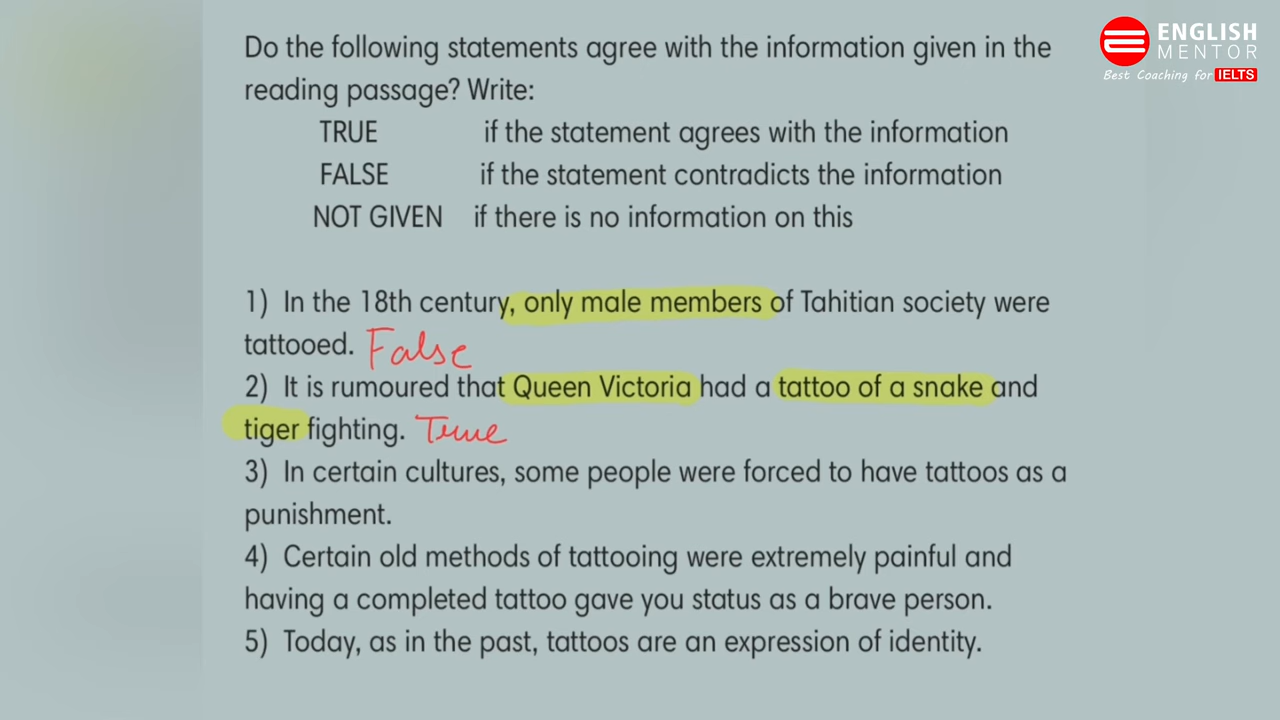 ENGLISH
MENTOR
Best Coaching for IELTS
Do the following statements agree with the information given in the
reading passage? Write:
TRUE if the statement agrees with the information
FALSE if the statement contradicts the information
NOT GIVEN if there is no information on this
1) In the 18th century, only male members of Tahitian society were
tattooed. False
2) It is rumoured that Queen Victoria had a tattoo of a snake and
tiger fighting. True
3) In certain cultures, some people were forced to have tattoos as a
punishment.
4) Certain old methods of tattooing were extremely painful and
having a completed tattoo gave you status as a brave person.
5) Today, as in the past, tattoos are an expression of identity.